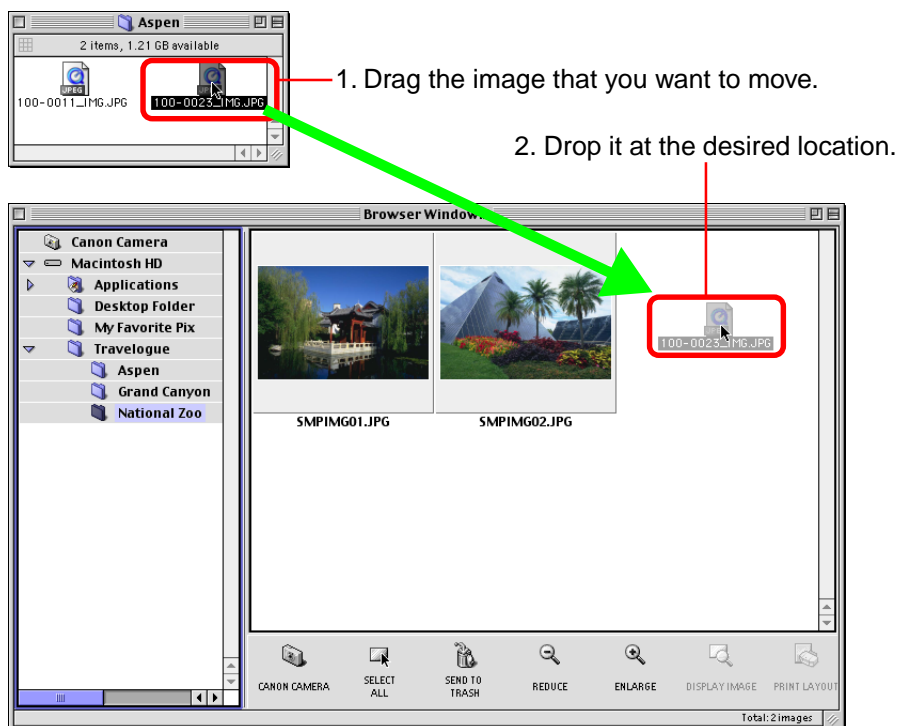 Aspen
2 items, 1.21 GB available
JPEG
100-0011_IMG.JPG
100-0023_IMG.JPG
1. Drag the image that you want to move.
2. Drop it at the desired location.
Browser Window
Canon Camera
Macintosh HD
Applications
Desktop Folder
My Favorite Pix
Travelogue
Aspen
Grand Canyon
National Zoo
SMPIMG01.JPG
SMPIMG02.JPG
100-0023_IMG.JPG
CANON CAMERA
SELECT ALL
SEND TO TRASH
REDUCE
ENLARGE
DISPLAY IMAGE
PRINT LAYOUT
Total:2 images